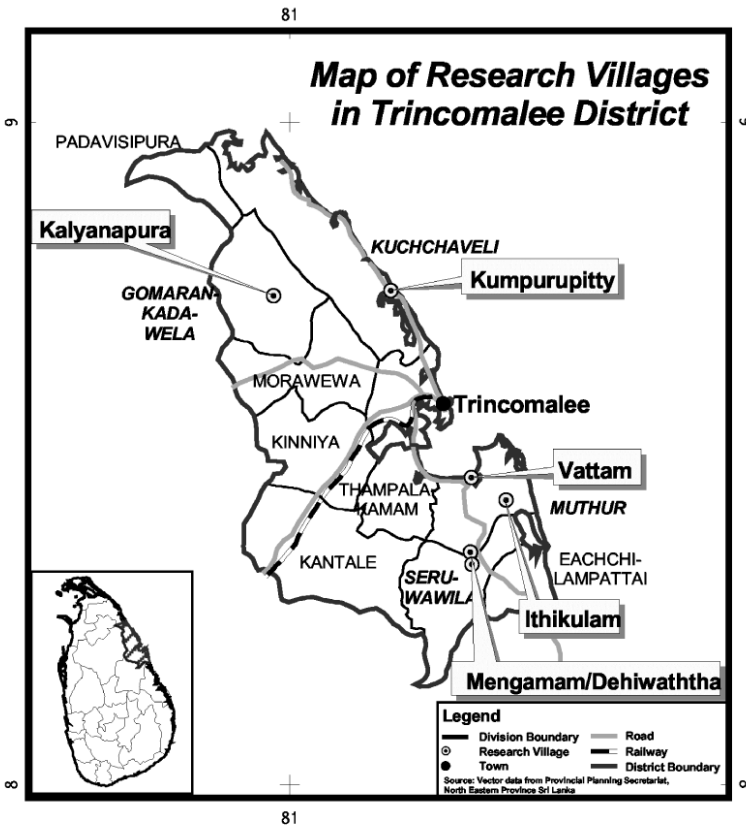 81
Map of Research Villages
in Trincomalee District
9
9
PADAVISIPURA
Kalyanapura
KUCHCHAVELI
Kumpurupitty
GOMARAN-
KADA-
WELA
MORAWEWA
Trincomalee
KINNIYA
Vattam
THAMPALA
KAMAM
MUTHUR
KANTALE
EACHCHI-
LAMPATTAI
SERU-
WAWILA
Ithikulam
Mengamam/Dehiwaththa
Legend
Division Boundary
Road
Research Village
Railway
Town
District Boundary
Source: Vector data from Provincial Planning Secretariat,
North Eastern Province Sri Lanka
8
81